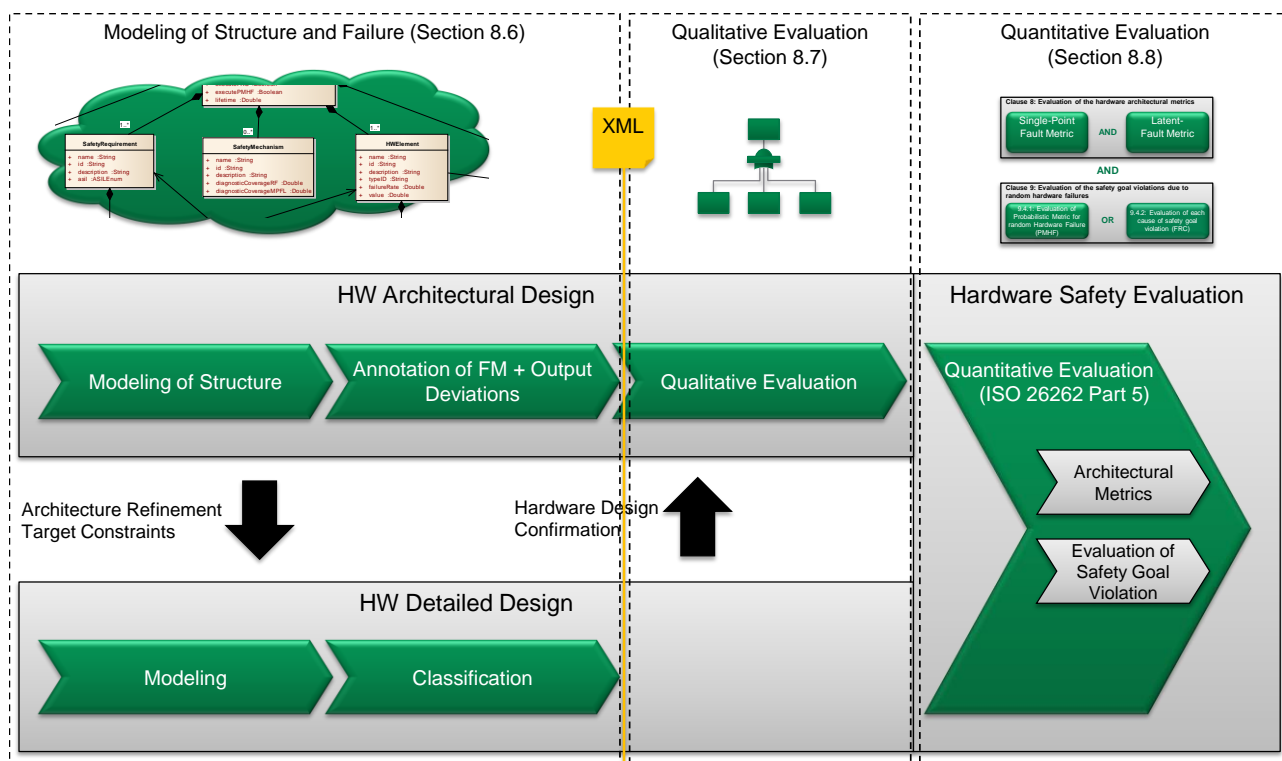 Modeling of Structure and Failure (Section 8.6)
Qualitative Evaluation
(Section 8.7)
Quantitative Evaluation
(Section 8.8)
+ executePMHF :Boolean
+ lifetime :Double
1..*
0..*
1..*
SafetyRequirement
+ name :String
+ id :String
+ description :String
+ asil :ASILEnum
SafetyMechanism
+ name :String
+ id :String
+ description :String
+ diagnosticCoverageRF :Double
+ diagnosticCoverageMPFL :Double
HWElement
+ name :String
+ id :String
+ description :String
+ typeID :String
+ failureRate :Double
+ value :Double
XML
Clause 8: Evaluation of the hardware architectural metrics
Single-Point
Fault Metric
AND
Latent-
Fault Metric
AND
Clause 9: Evaluation of the safety goal violations due to
random hardware failures
9.4.1: Evaluation of
Probabilistic Metric for
random Hardware Failure
(PMHF)
OR
9.4.2: Evaluation of each
cause of safety goal
violation (FRC)
HW Architectural Design
Hardware Safety Evaluation
Modeling of Structure
Annotation of FM + Output
Deviations
Qualitative Evaluation
Quantitative Evaluation
(ISO 26262 Part 5)
Architectural
Metrics
Evaluation of
Safety Goal
Violation
Architecture Refinement
Target Constraints
Hardware Design
Confirmation
HW Detailed Design
Modeling
Classification